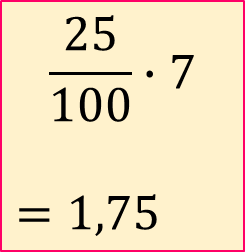 25/100 · 7
= 1,75